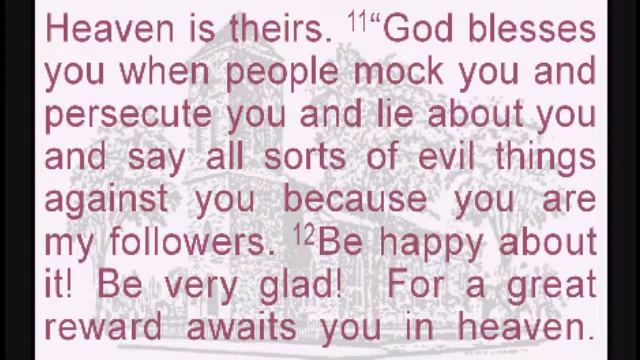 Heaven is theirs. ¹¹“God blesses
you when people mock you and
persecute you and lie about you
and say all sorts of evil things
against you because you are
my followers. ¹²Be happy about
it! Be very glad! For a great
reward awaits you in heaven.